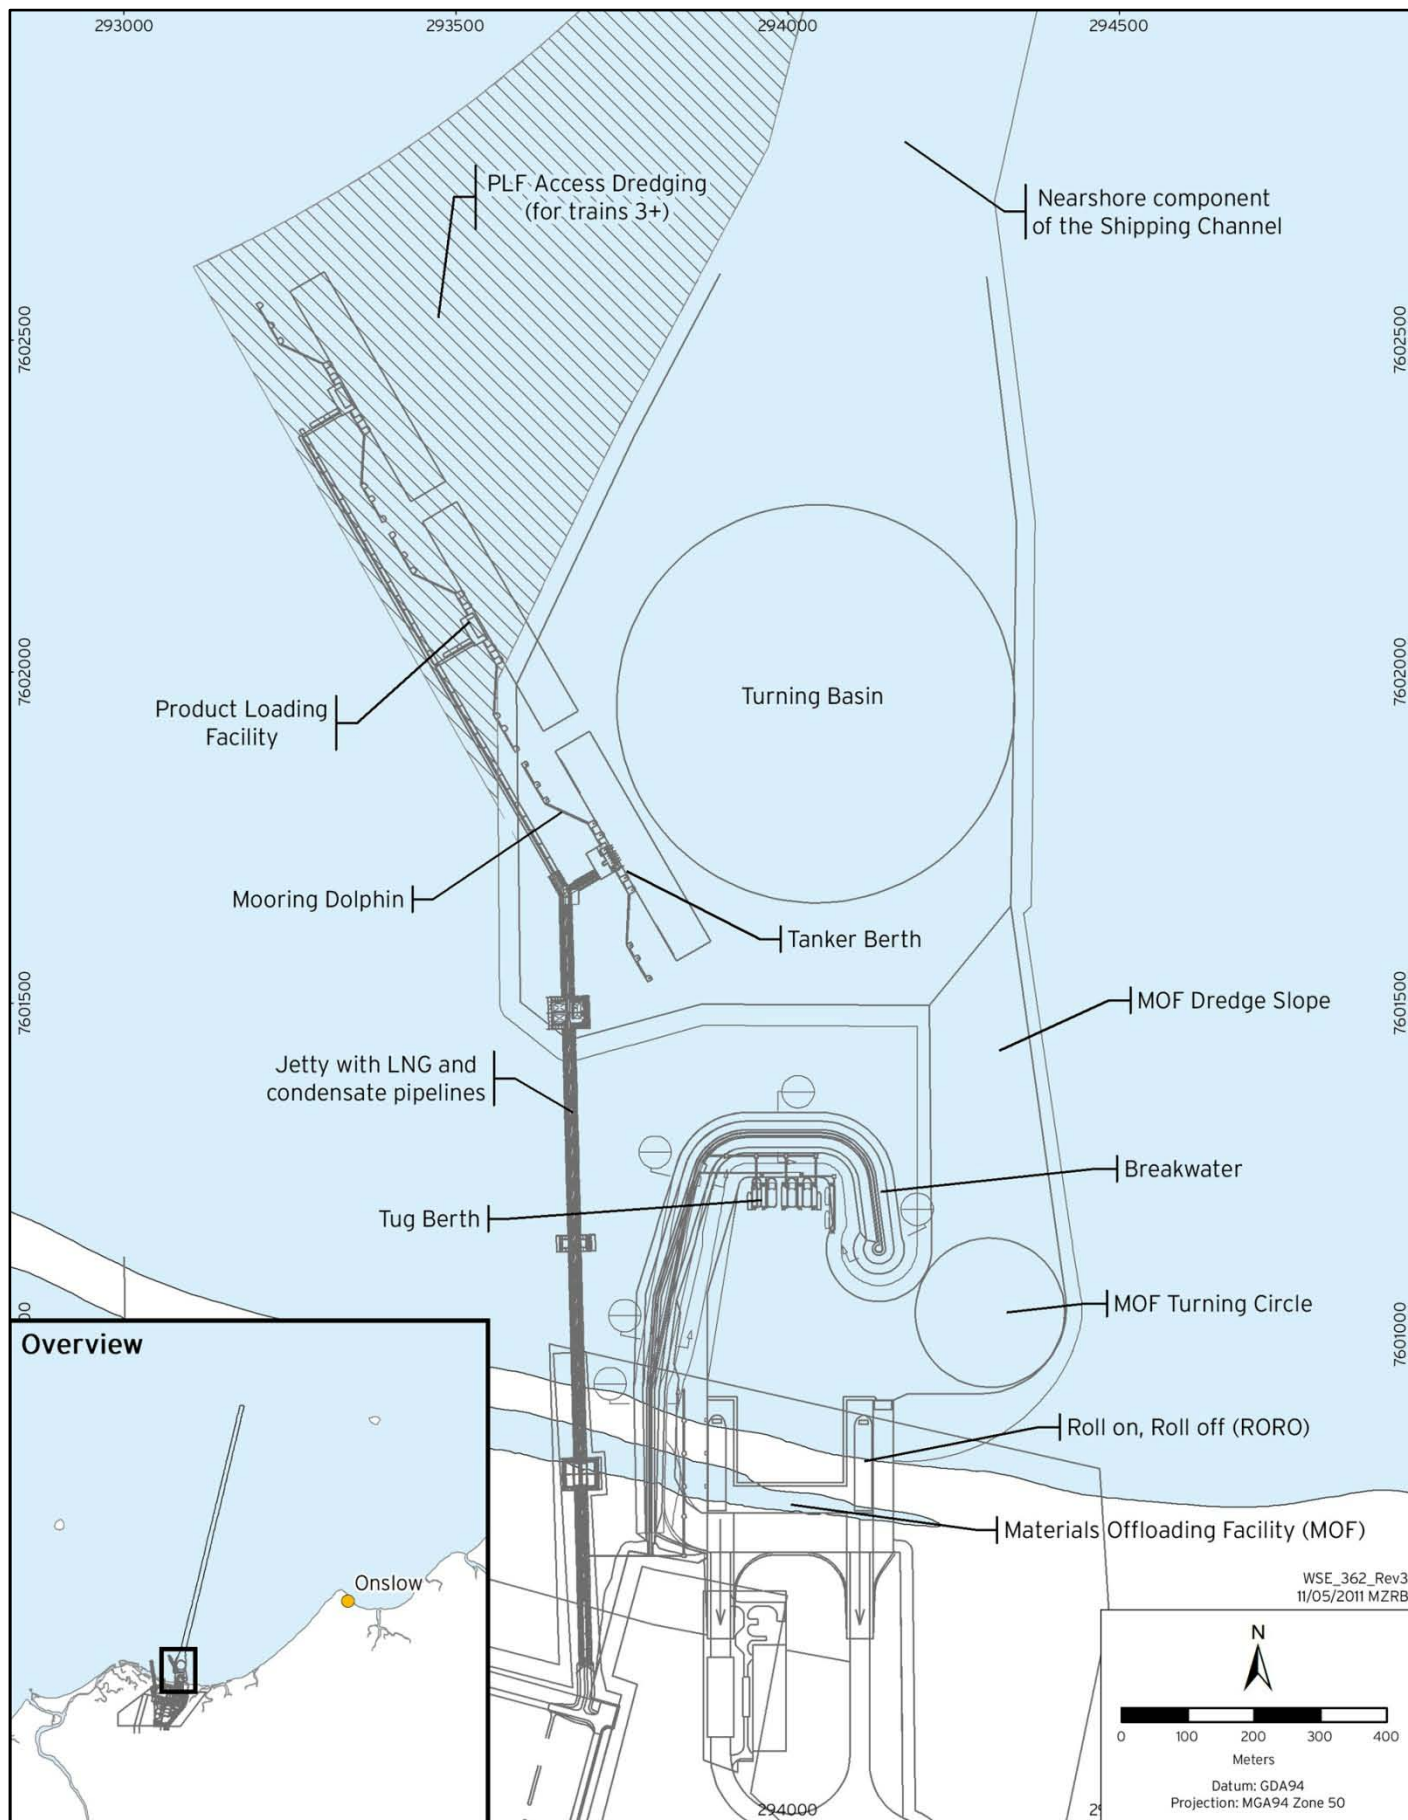 293000
293500
294000
294500
PLF Access Dredging
(for trains 3+)
Nearshore component
of the Shipping Channel
7602500
7602500
7602000
7602000
Turning Basin
Product Loading
Facility
Mooring Dolphin
Tanker Berth
7601500
7601500
MOF Dredge Slope
Jetty with LNG and
condensate pipelines
Breakwater
Tug Berth
MOF Turning Circle
7601000
Overview
Roll on, Roll off (RORO)
Materials Offloading Facility (MOF)
Onslow
WSE_362_Rev3
11/05/2011 MZRB
N
0 100 200 300 400
Meters
Datum: GDA94
Projection: MGA94 Zone 50
294000